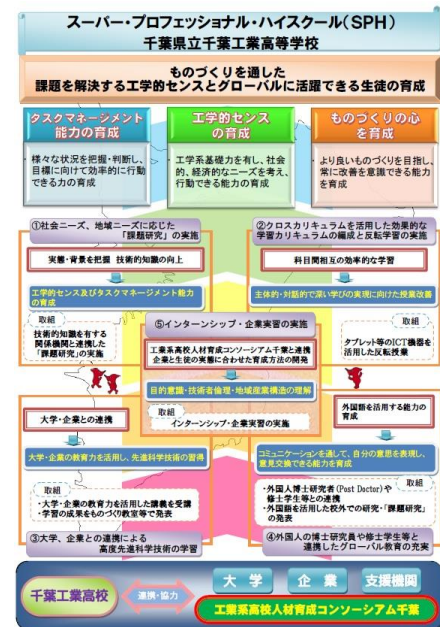 スーパー・プロフェッショナル・ハイスクール(SPH)
千葉県立千葉工業高等学校
ものづくりを通した
課題を解決する工学的センスとグローバルに活躍できる生徒の育成
タスクマネージメント
能力の育成
工学的センス
の育成
ものづくりの心
を育成
・様々な状況を把握・判断し、
目標に向けて効率的に行動
できる力の育成
・工学系基礎力を有し、社会
的、経済的なニーズを考え、
行動できる能力の育成
・より良いものづくりを目指し、
常に改善を意識できる能力
を育成
①社会ニーズ、地域ニーズに応じた
「課題研究」の実施
実態・背景を把握 技術的知識の向上
工学的センス及びタスクマネージメント能力
の育成
取組
技術的知識を有する
関係機関と連携した
「課題研究」の実施
②クロスカリキュラムを活用した効果的な
学習カリキュラムの編成と反転学習の実施
科目間相互の効率的な学習
主体的・対話的で深い学びの実現に向けた授業改善
取組
タブレット等のICT機器
を活用した反転授業
⑤インターンシップ・企業実習の実施
工業系高校人材育成コンソーシアム千葉と連携
企業と生徒の実態に合わせた育成方法の開発
目的意識・技術者倫理・地域産業構造の理解
取組
インターンシップ・企業実習の実施
大学・企業との連携
大学・企業の教育力を活用し、先進科学技術の習得
取組
・大学・企業の教育力を活用した講義を受講
・学習の成果をものづくり教室等で発表
③大学、企業との連携による
高度先進科学技術の学習
外国語を活用する能力の
育成
コミュニケーションを通して、自分の意思を表現し、
意見交換できる能力を育成
取組
・外国人博士研究者(Post Doctor)や
修士学生等との連携
・外国語を活用した校外での研究・「課題研究」
の発表
④外国人の博士研究員や修士学生等と
連携したグローバル教育の充実
千葉工業高校
連携・協力
大学
企業
支援機関
工業系高校人材育成コンソーシアム千葉